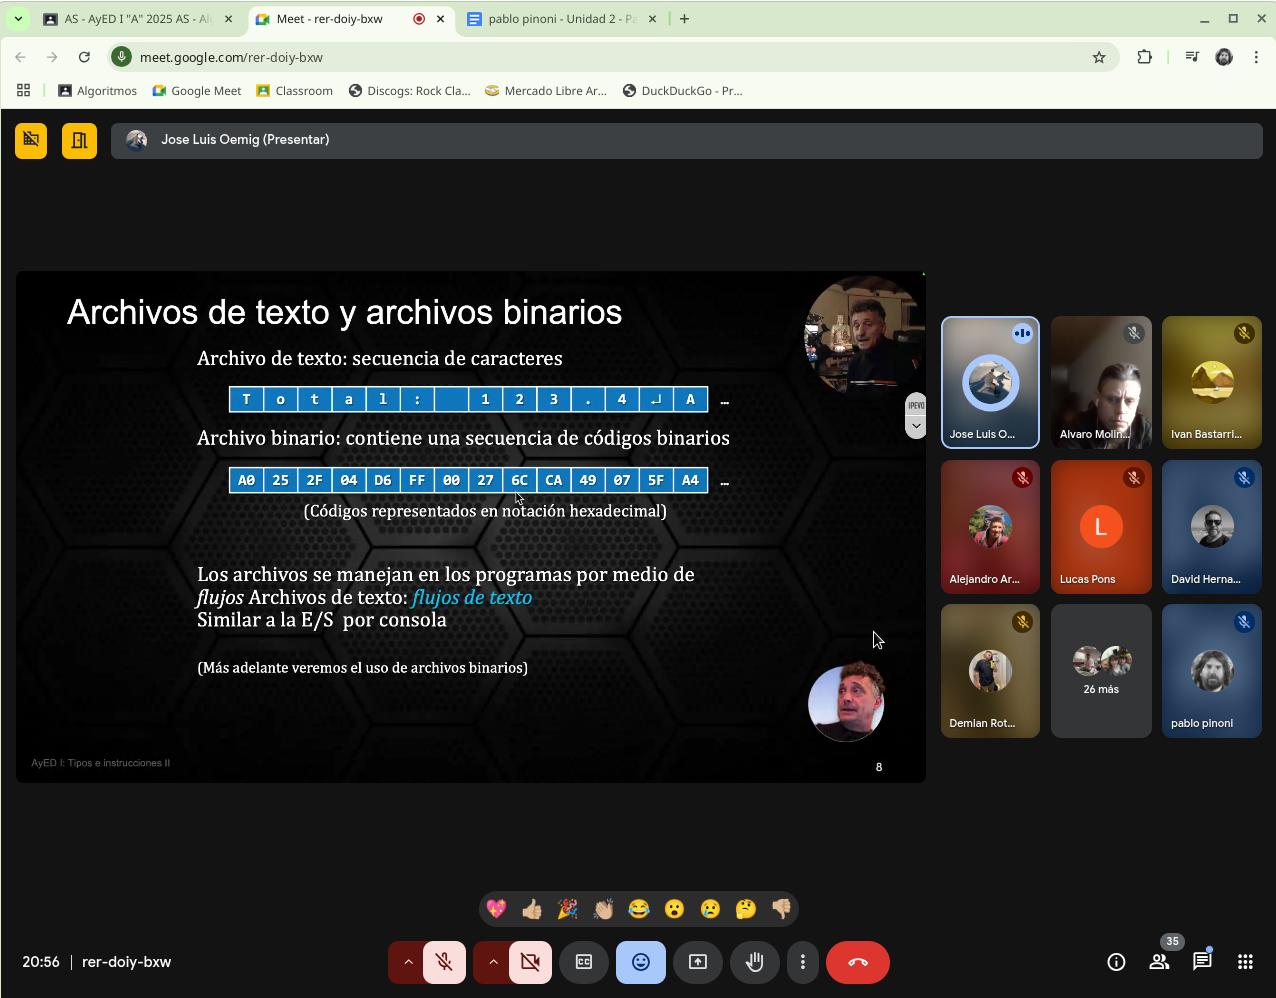 AS - AyED I "A" 2025 AS - Al
Meet - rer-doiy-bxw
pablo pinoni - Unidad 2 - P
meet.google.com/rer-doiy-bxw
Algoritmos
Google Meet
Classroom
Discogs: Rock Cla...
Mercado Libre Ar...
DuckDuckGo - Pr...
Jose Luis Oemig (Presentar)
Archivos de texto y archivos binarios
Archivo de texto: secuencia de caracteres
T o t a l : 1 2 3 . 4 ↵ A ...
Archivo binario: contiene una secuencia de códigos binarios
A0 25 2F 04 D6 FF 00 27 6C CA 49 07 5F A4 ...
(Códigos representados en notación hexadecimal)
Los archivos se manejan en los programas por medio de
flujos Archivos de texto: flujos de texto
Similar a la E/S por consola
(Más adelante veremos el uso de archivos binarios)
AyED I: Tipos e instrucciones II
8
IPEVO
Jose Luis O...
Alvaro Molin...
Ivan Bastarri...
Alejandro Ar...
L
Lucas Pons
David Herna...
Demian Rot...
26 más
pablo pinoni
20:56 | rer-doiy-bxw
CC
35